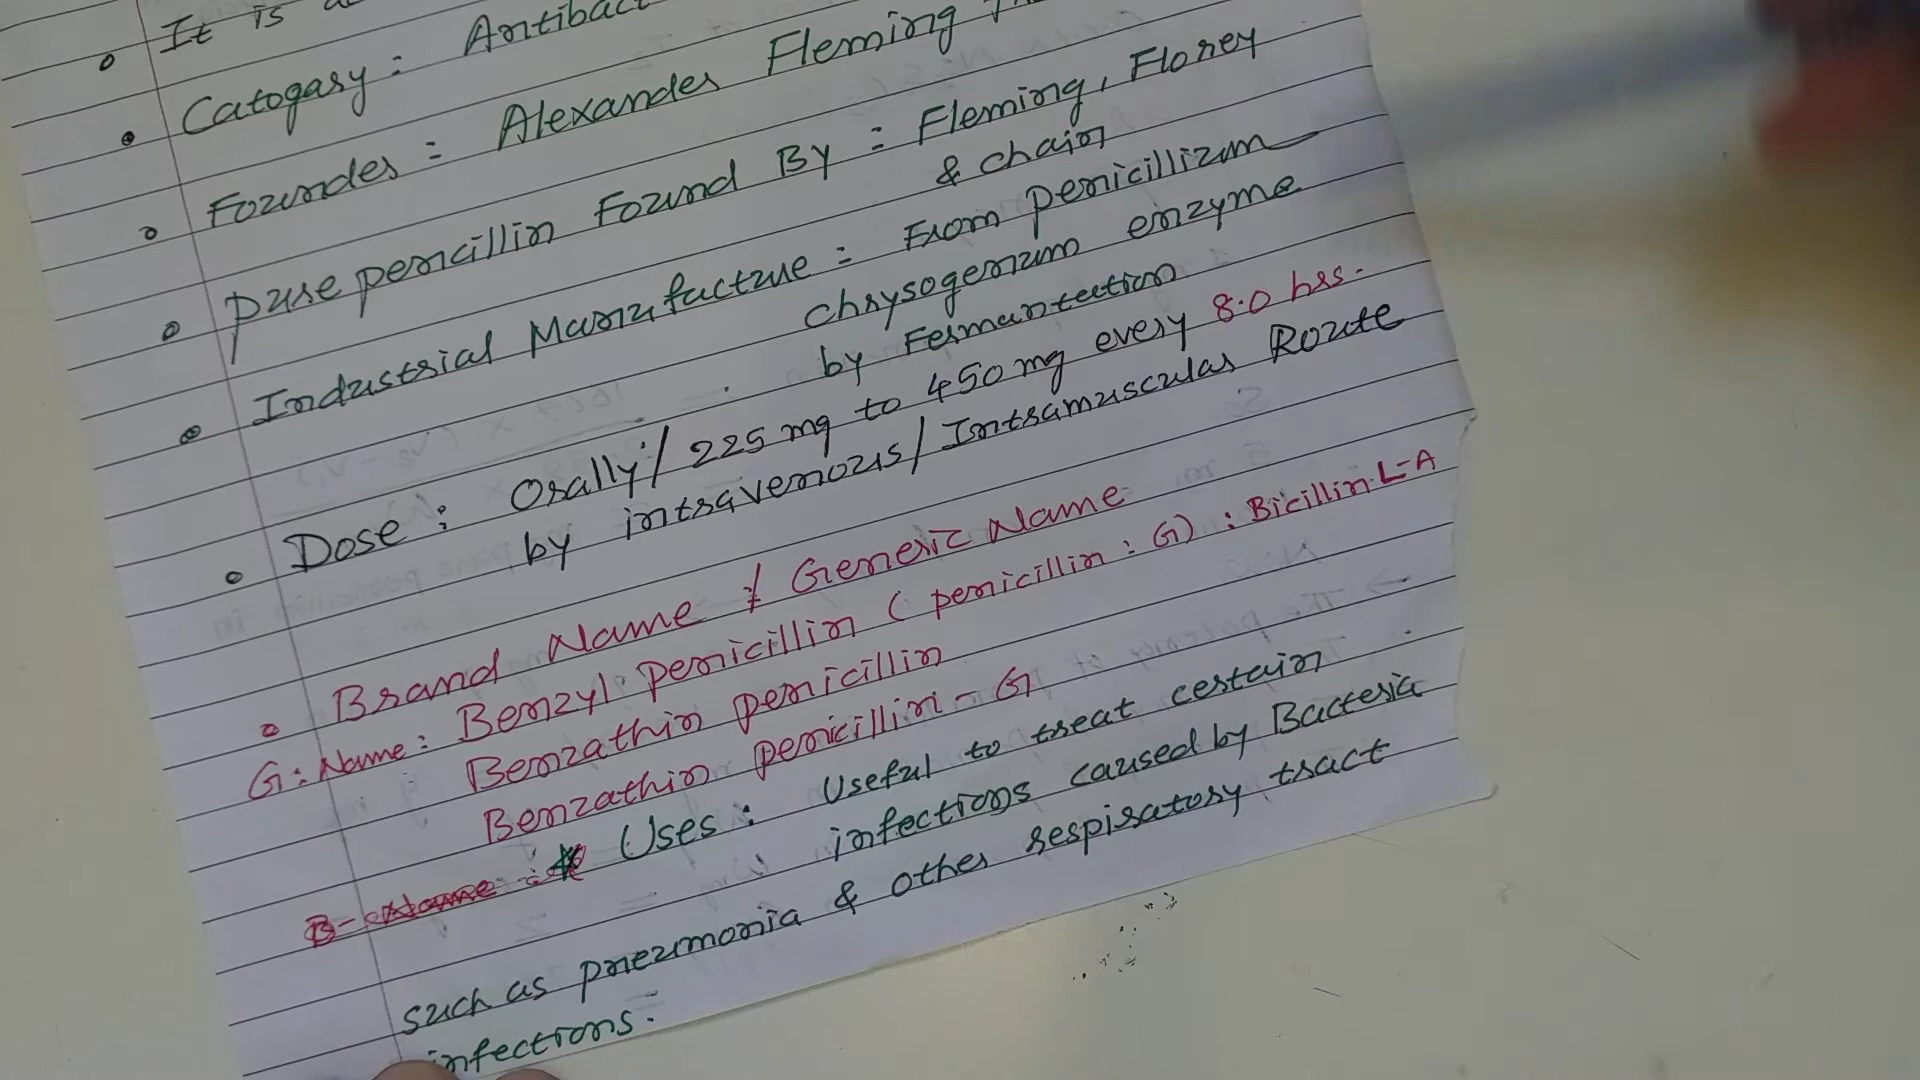 It is
Catogary : Antibact
Founder : Alexander Fleming
Pure penicillin Found By : Fleming, Florey
& chain
Industrial Manufacture : From penicillium
chrysogenum enzyme
by Fermantection
Dose : Orally / 225 mg to 450 mg every 8.0 hrs.
by intravenous / Intramuscular Route
Brand Name / Generic Name
G: Name: Benzyl penicillin (penicillin : G) : Bicillin L-A
Benzathin penicillin
Benzathin penicillin - G
Uses : Useful to treat certain
infections caused by Bacteria
such as pneumonia & other respiratory tract
infections.